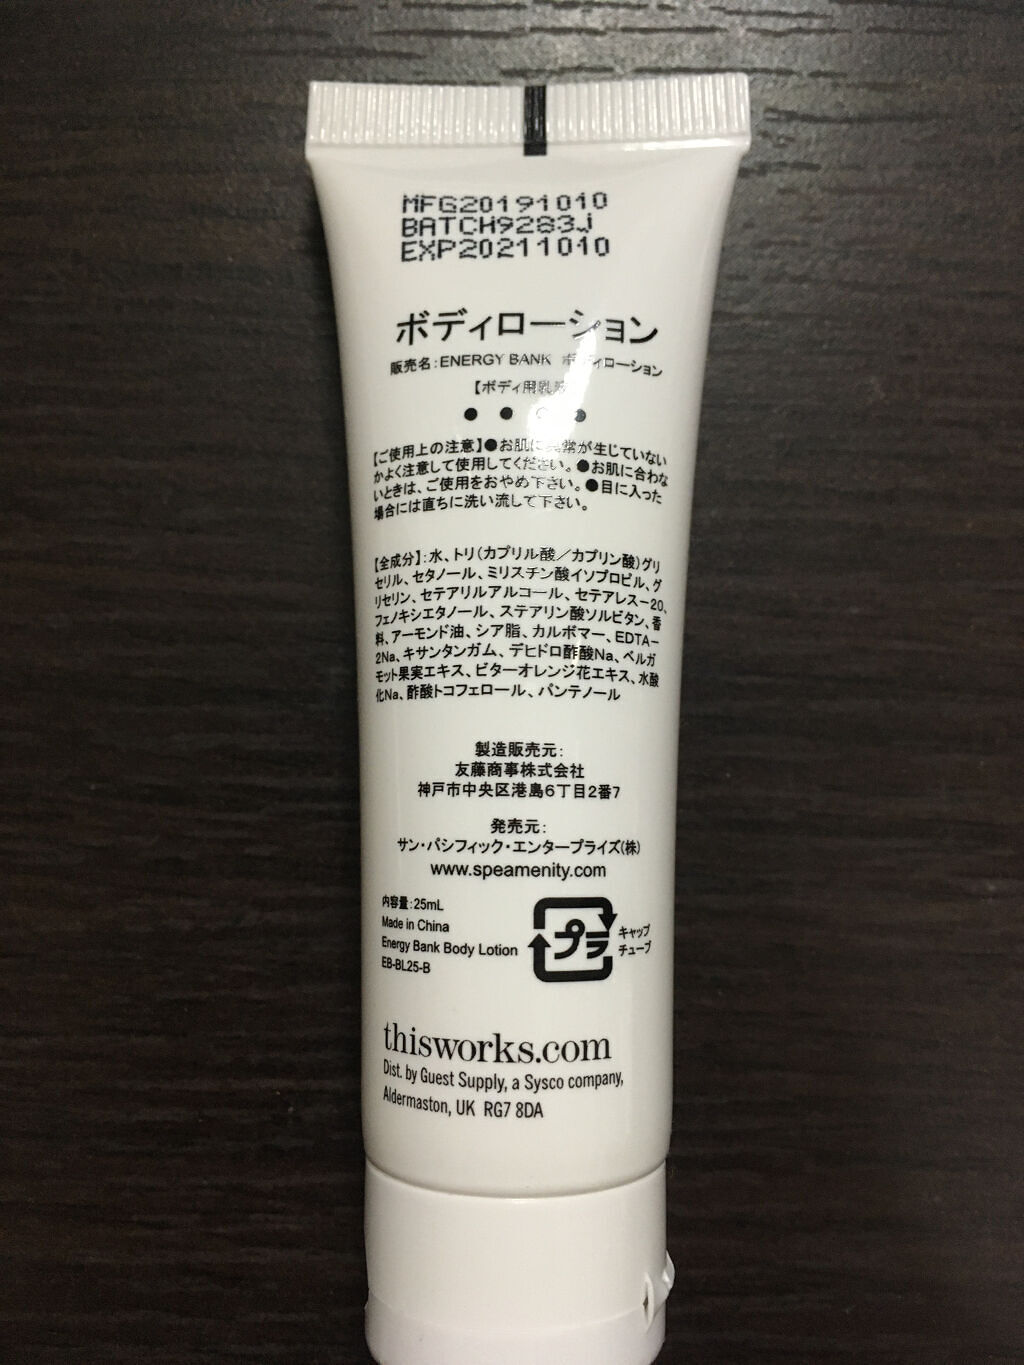 MFG20191010
BATCH9283J
EXP20211010
ボディローション
販売名：ENERGY BANK ボディローション
【ボディ用乳液】
● ● ● ●
【ご使用上の注意】●お肌に異常が生じていない
かよく注意して使用してください。●お肌に合わな
いときは、ご使用をおやめ下さい。●目に入った
場合には直ちに洗い流して下さい。
【全成分】：水、トリ（カプリル酸／カプリン酸）グリ
セリル、セタノール、ミリスチン酸イソプロピル、グ
リセリン、セテアリルアルコール、セテアレスー20、
フェノキシエタノール、ステアリン酸ソルビタン、香
料、アーモンド油、シア脂、カルボマー、EDTA－
2Na、キサンタンガム、デヒドロ酢酸Na、ベルガ
モット果実エキス、ビターオレンジ花エキス、水酸
化Na、酢酸トコフェロール、パンテノール
製造販売元：
友藤商事株式会社
神戸市中央区港島6丁目2番7
発売元：
サン・パシフィック・エンタープライズ(株)
www.speamenity.com
内容量：25mL
Made in China
Energy Bank Body Lotion
EB-BL25-B
プラ
キャップ
チューブ
thisworks.com
Dist. by Guest Supply, a Sysco company,
Aldermaston, UK RG7 8DA